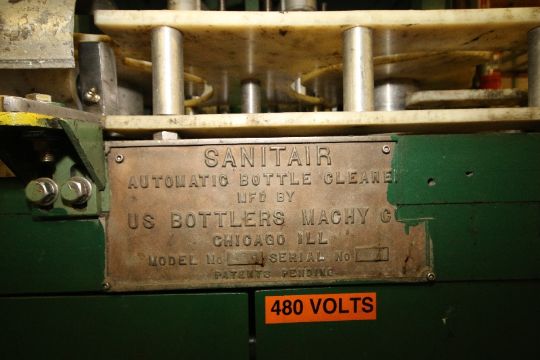 SANITAIR
AUTOMATIC BOTTLE CLEANE
MFD BY
US BOTTLERS MACHY C
CHICAGO ILL
MODEL NO SERIAL NO
PATENTS PENDING
480 VOLTS